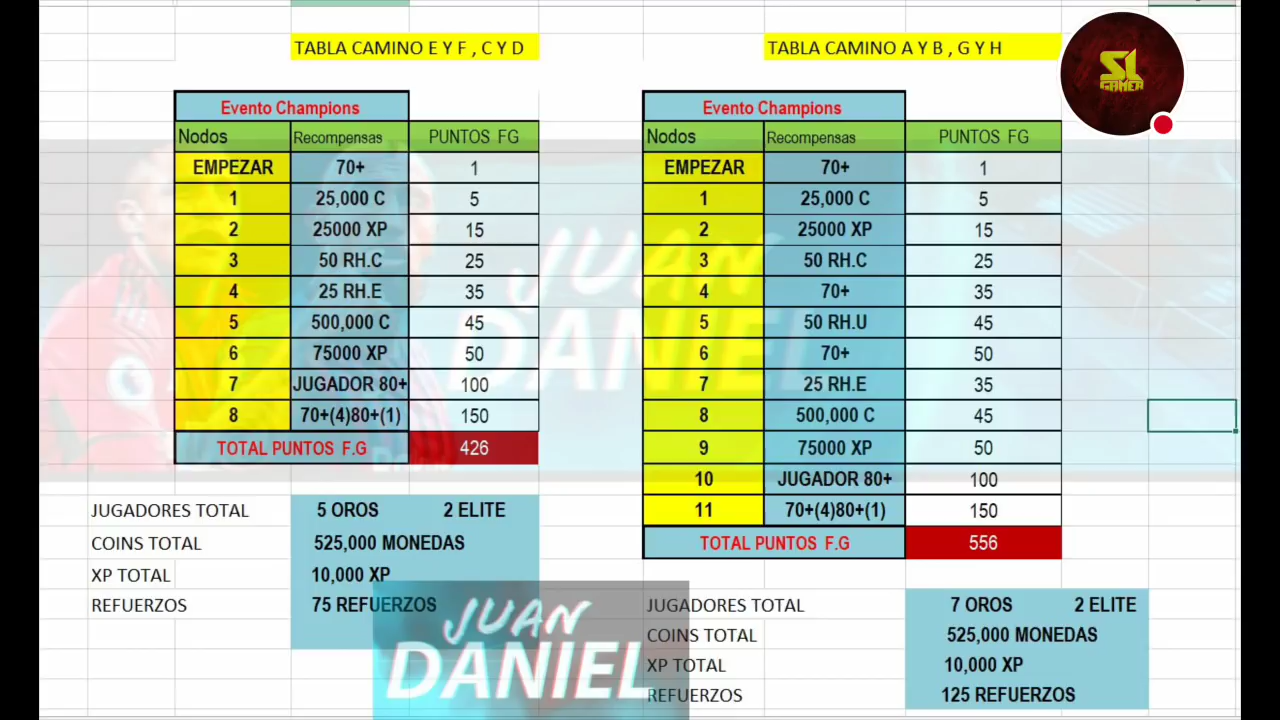 TABLA CAMINO E Y F , C Y D
Evento Champions
Nodos Recompensas PUNTOS FG
EMPEZAR 70+ 1
1 25,000 C 5
2 25000 XP 15
3 50 RH.C 25
4 25 RH.E 35
5 500,000 C 45
6 75000 XP 50
7 JUGADOR 80+ 100
8 70+(4)80+(1) 150
TOTAL PUNTOS F.G 426
JUGADORES TOTAL 5 OROS 2 ELITE
COINS TOTAL 525,000 MONEDAS
XP TOTAL 10,000 XP
REFUERZOS 75 REFUERZOS
TABLA CAMINO A Y B , G Y H
Evento Champions
Nodos Recompensas PUNTOS FG
EMPEZAR 70+ 1
1 25,000 C 5
2 25000 XP 15
3 50 RH.C 25
4 70+ 35
5 50 RH.U 45
6 70+ 50
7 25 RH.E 35
8 500,000 C 45
9 75000 XP 50
10 JUGADOR 80+ 100
11 70+(4)80+(1) 150
TOTAL PUNTOS F.G 556
JUGADORES TOTAL 7 OROS 2 ELITE
COINS TOTAL 525,000 MONEDAS
XP TOTAL 10,000 XP
REFUERZOS 125 REFUERZOS
SL
GAMER
JUAN
DANIEL
JUAN
DANIEL